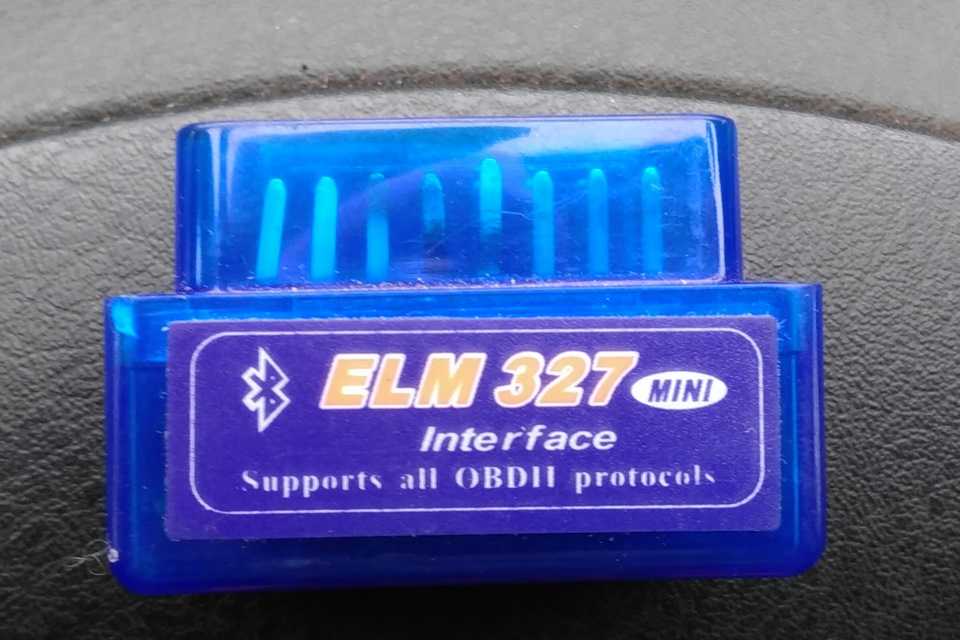 ELM 327 MINI
Interface
Supports all OBDII protocols